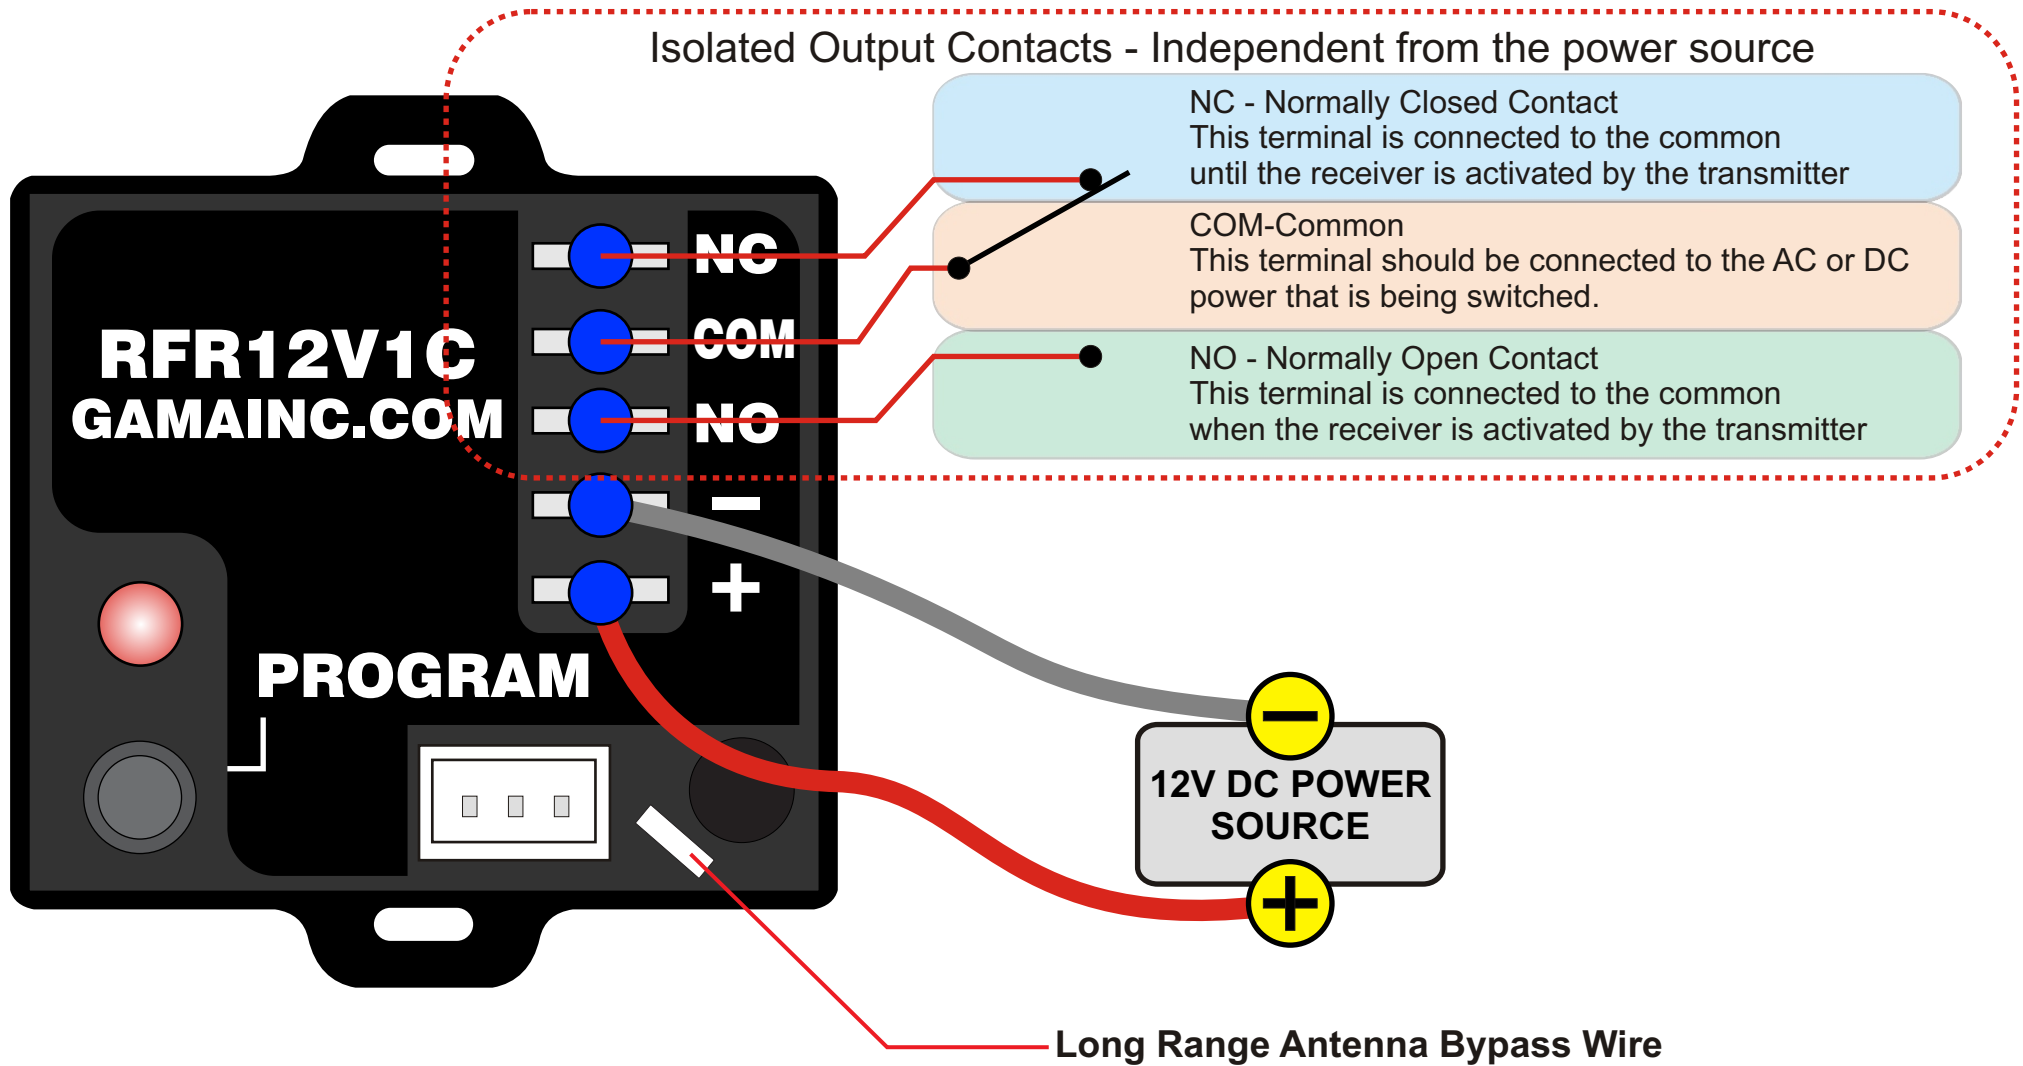 Isolated Output Contacts - Independent from the power source
NC - Normally Closed Contact
This terminal is connected to the common
until the receiver is activated by the transmitter
COM-Common
This terminal should be connected to the AC or DC
power that is being switched.
NO - Normally Open Contact
This terminal is connected to the common
when the receiver is activated by the transmitter
NC
COM
NO
−
+
RFR12V1C
GAMAINC.COM
PROGRAM
−
12V DC POWER
SOURCE
+
Long Range Antenna Bypass Wire